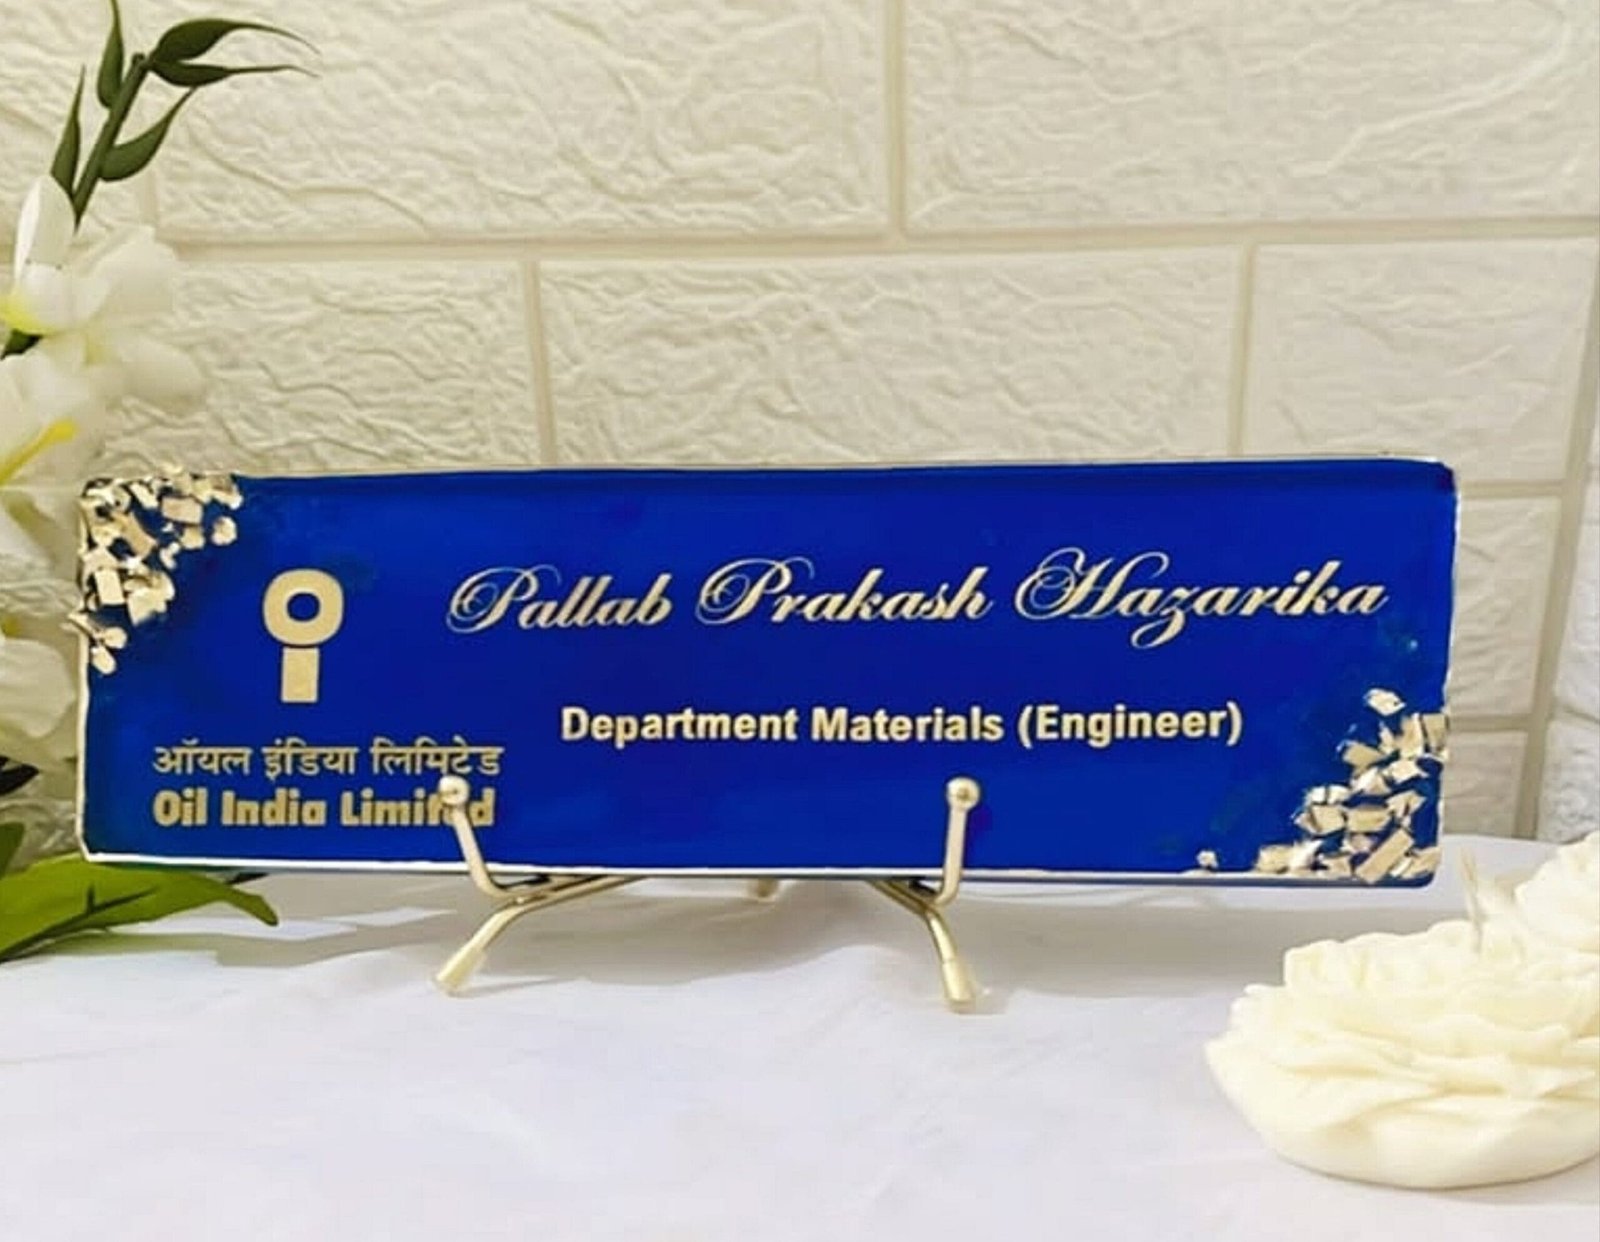 Pallab Prakash Hazarika
Department Materials (Engineer)
ऑयल इंडिया लिमिटेड
Oil India Limited